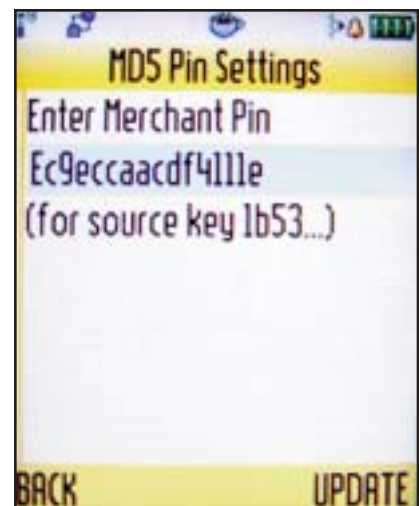 MD5 Pin Settings
Enter Merchant Pin
Ec9eccaacdf4111e
(for source key 1b53...)
BACK
UPDATE